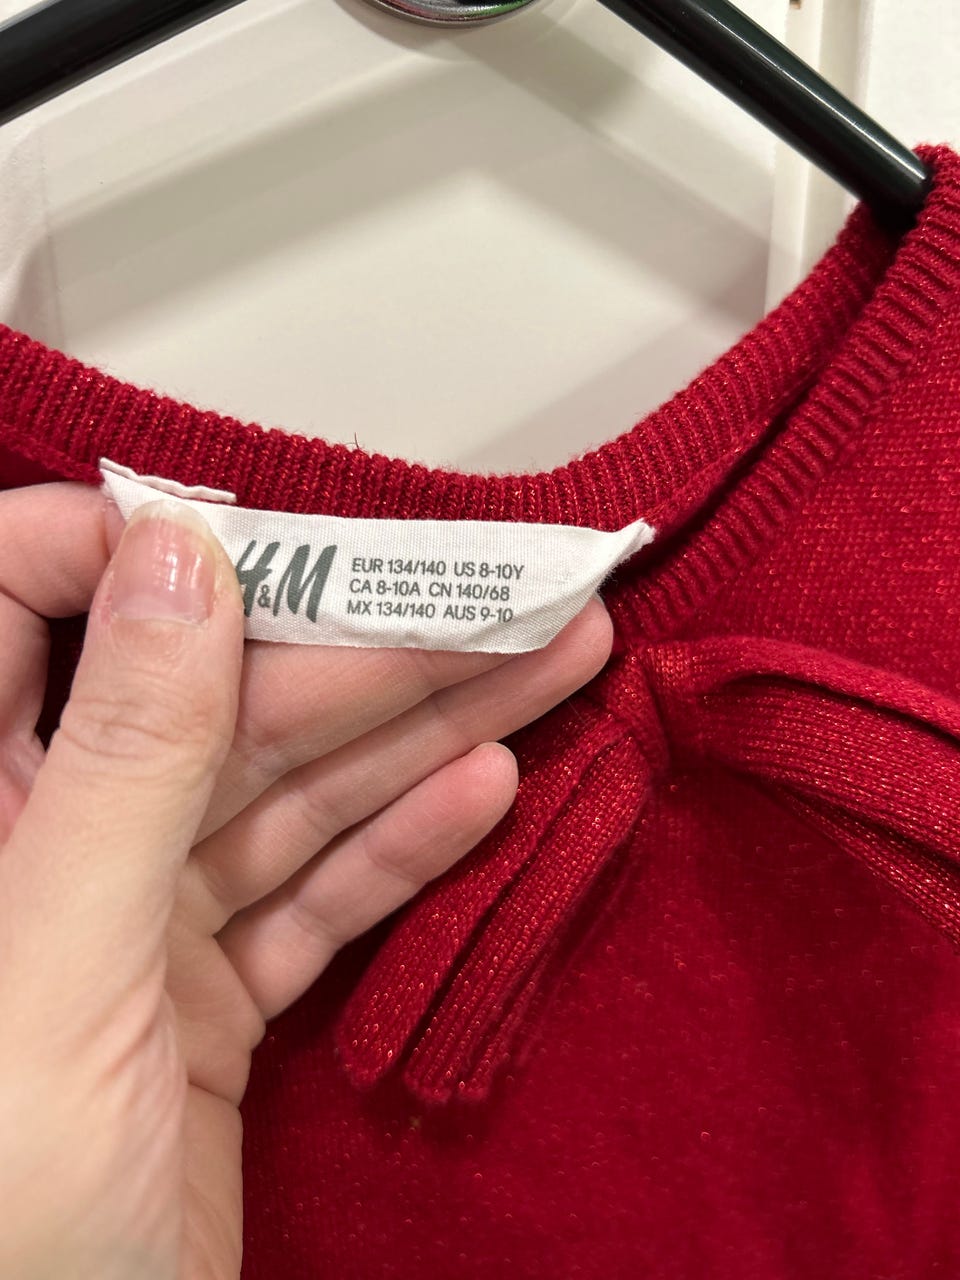 H&M
EUR 134/140 US 8-10Y
CA 8-10A CN 140/68
MX 134/140 AUS 9-10